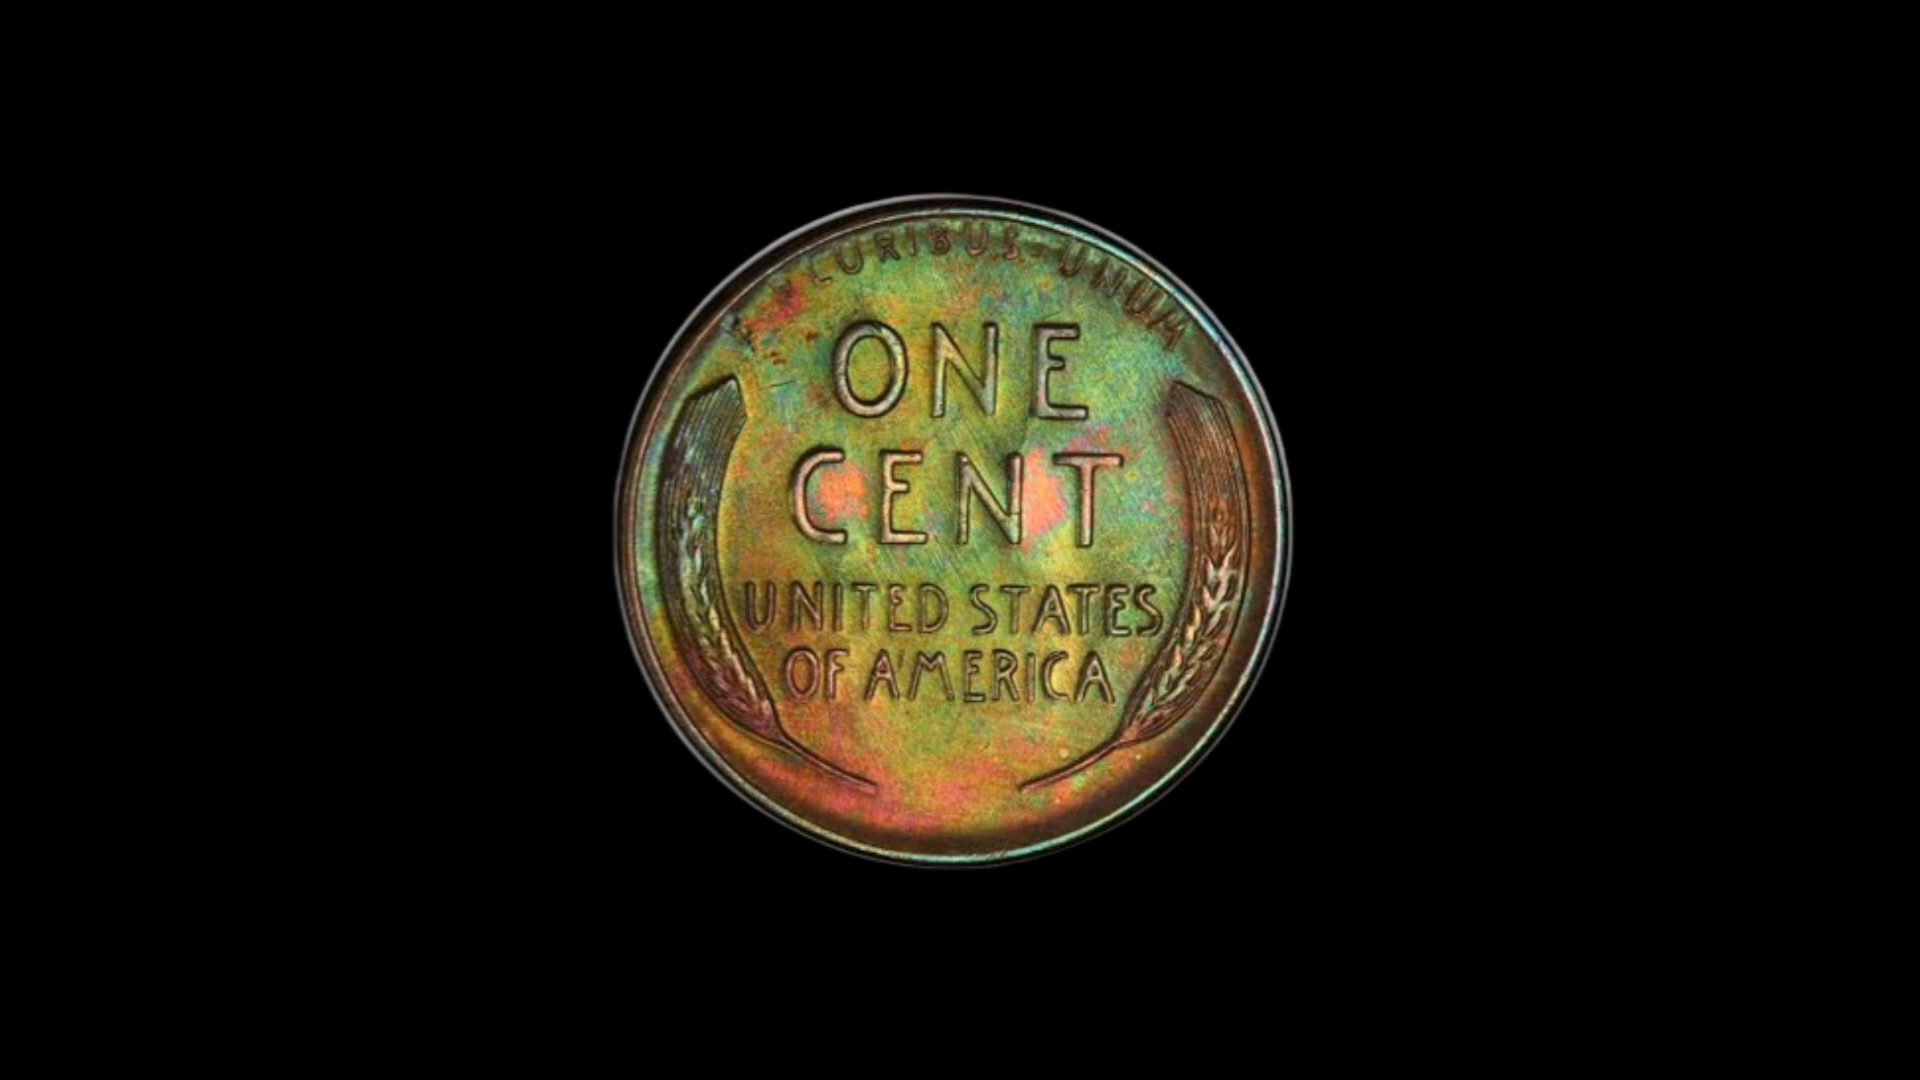 PLURIBUS·UNUM
ONE
CENT
UNITED STATES
OF AMERICA